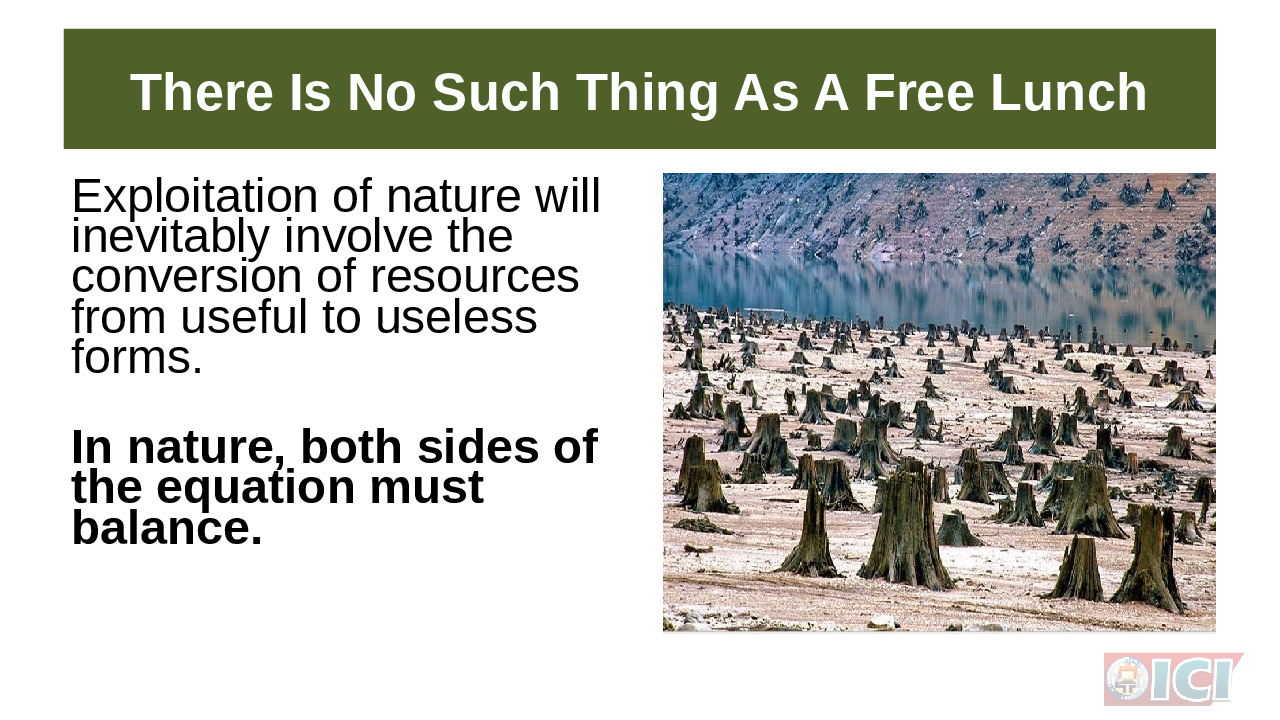 There Is No Such Thing As A Free Lunch
Exploitation of nature will
inevitably involve the
conversion of resources
from useful to useless
forms.
In nature, both sides of
the equation must
balance.
ICI